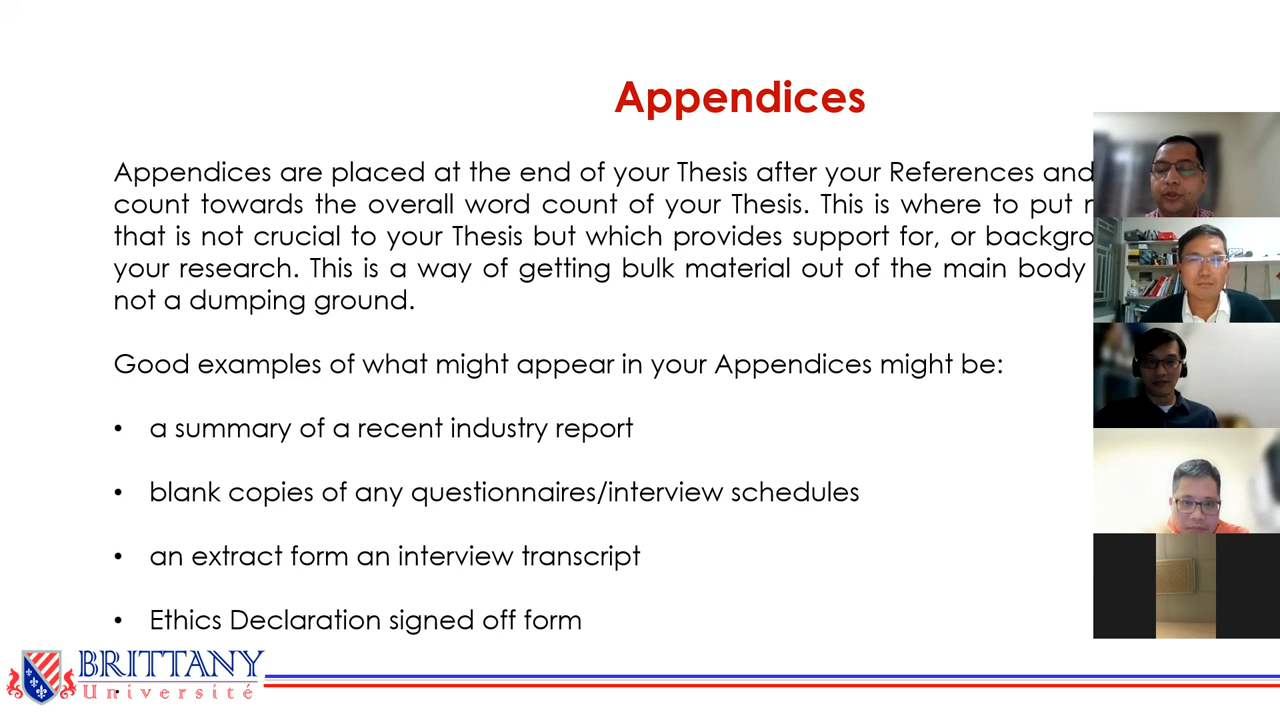 Appendices
Appendices are placed at the end of your Thesis after your References and
count towards the overall word count of your Thesis. This is where to put
that is not crucial to your Thesis but which provides support for, or
your research. This is a way of getting bulk material out of the main body
not a dumping ground.
Good examples of what might appear in your Appendices might be:
• a summary of a recent industry report
• blank copies of any questionnaires/interview schedules
• an extract form an interview transcript
• Ethics Declaration signed off form
BRITTANY
Université